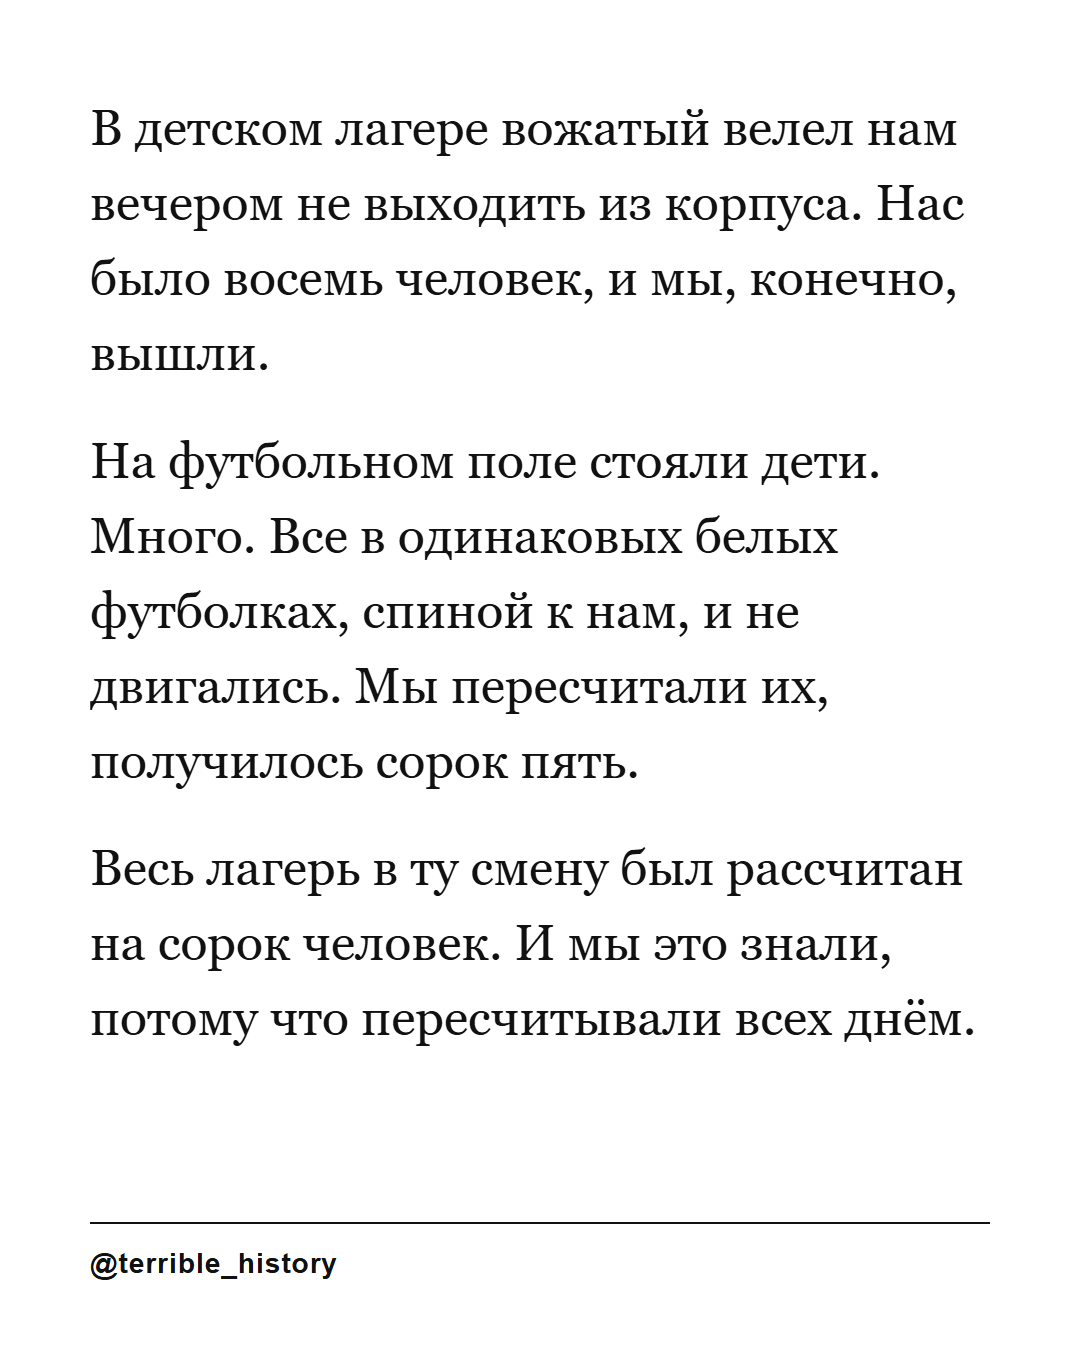 В детском лагере вожатый велел нам
вечером не выходить из корпуса. Нас
было восемь человек, и мы, конечно,
вышли.
На футбольном поле стояли дети.
Много. Все в одинаковых белых
футболках, спиной к нам, и не
двигались. Мы пересчитали их,
получилось сорок пять.
Весь лагерь в ту смену был рассчитан
на сорок человек. И мы это знали,
потому что пересчитывали всех днём.
@terrible_history